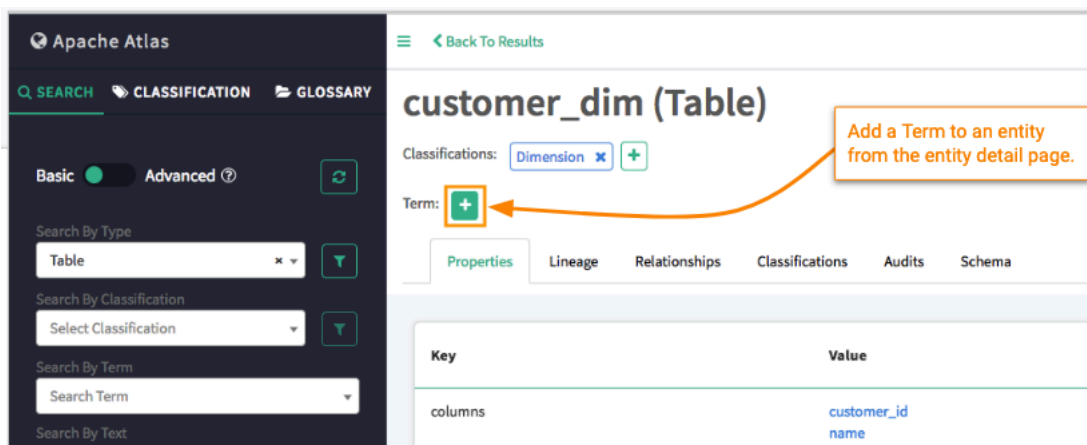 Apache Atlas
SEARCH CLASSIFICATION GLOSSARY
Basic Advanced
Search By Type
Table
Search By Classification
Select Classification
Search By Term
Search Term
Search By Text
Back To Results
customer_dim (Table)
Classifications: Dimension × +
Term: +
Add a Term to an entity
from the entity detail page.
Properties Lineage Relationships Classifications Audits Schema
Key Value
columns customer_id
name